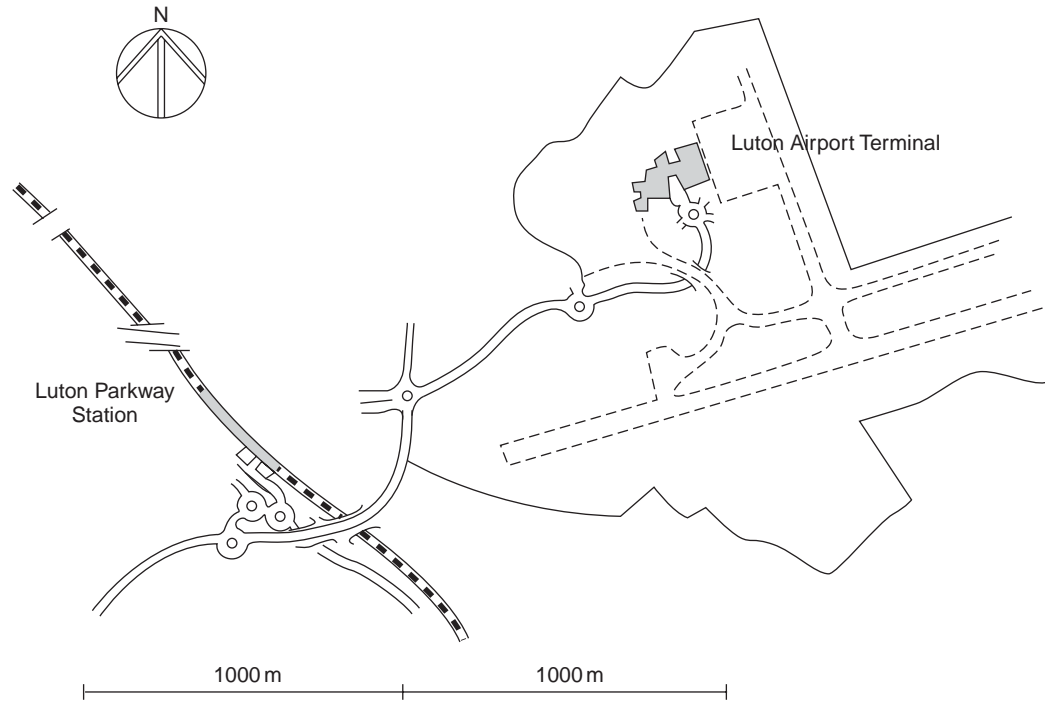 N
Luton Airport Terminal
Luton Parkway
Station
1000 m
1000 m